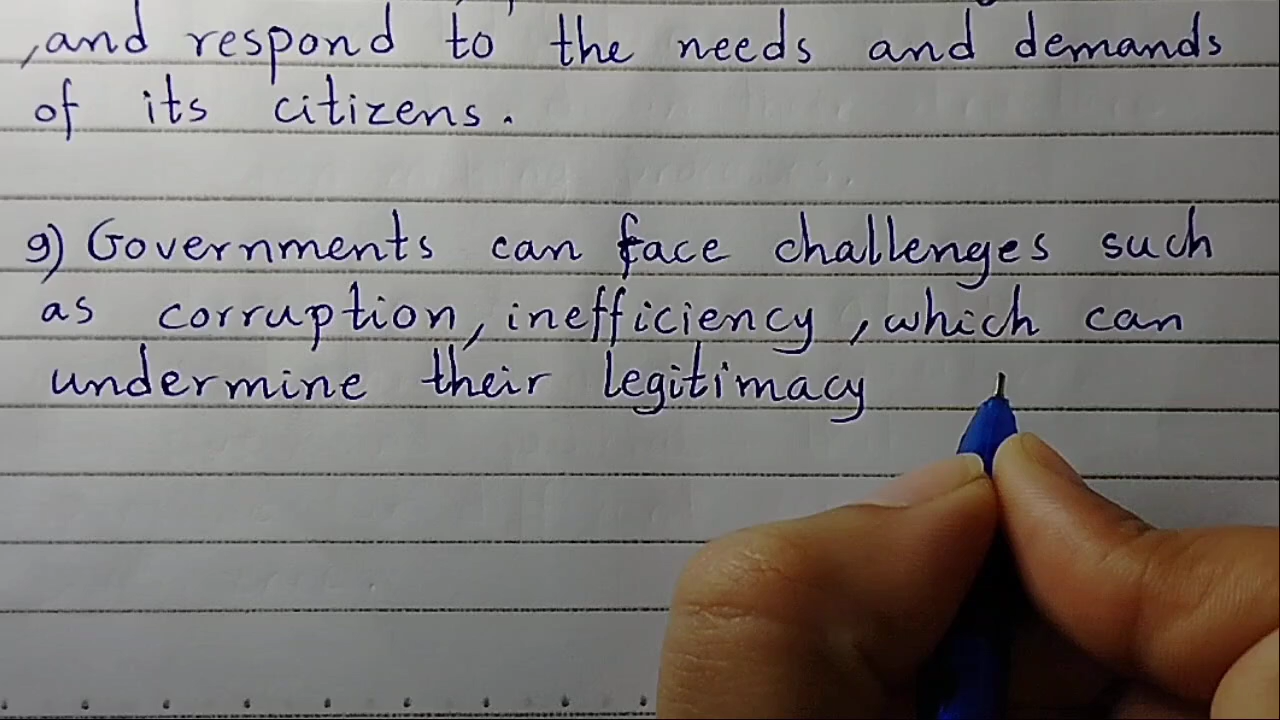 ,and respond to the needs and demands
of its citizens.
9) Governments can face challenges such
as corruption, inefficiency, which can
undermine their legitimacy